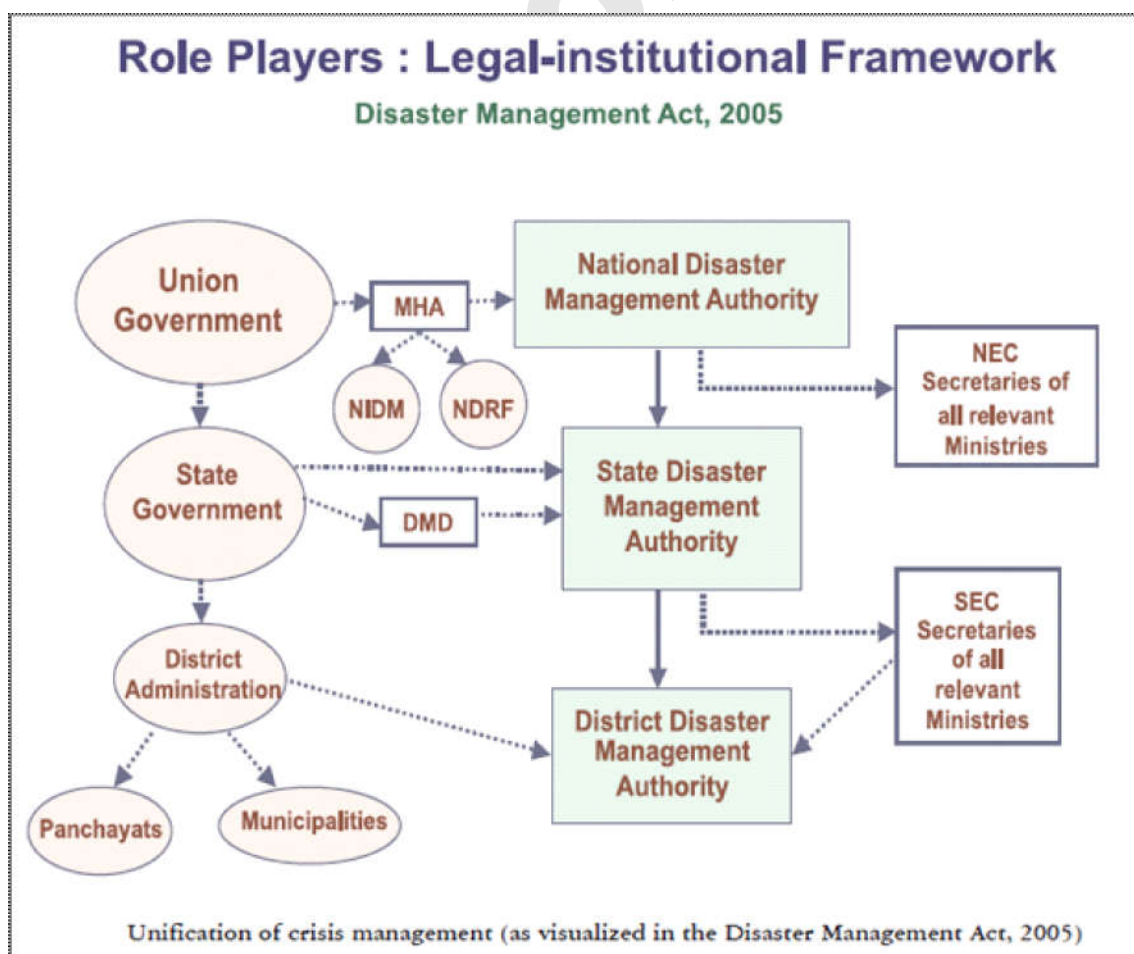 Role Players : Legal-institutional Framework
Disaster Management Act, 2005
Union
Government
MHA
National Disaster
Management Authority
NIDM
NDRF
NEC
Secretaries of
all relevant
Ministries
State
Government
DMD
State Disaster
Management
Authority
SEC
Secretaries
of all
relevant
Ministries
District
Administration
District Disaster
Management
Authority
Panchayats
Municipalities
Unification of crisis management (as visualized in the Disaster Management Act, 2005)